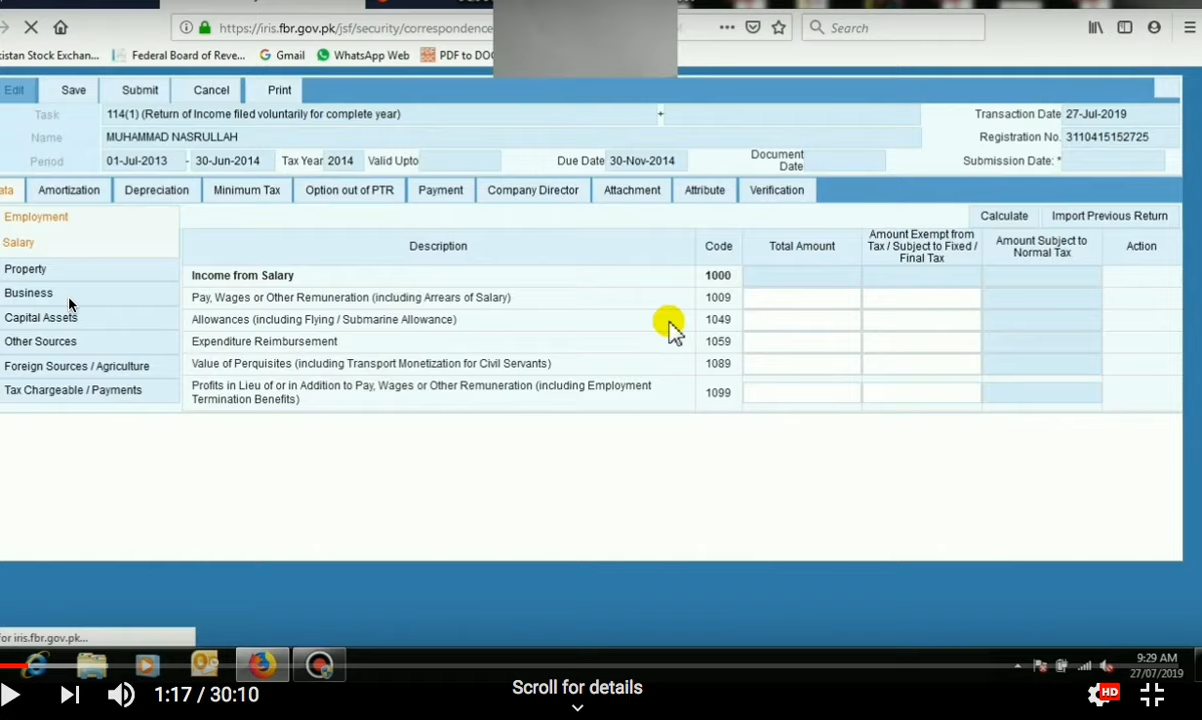 https://iris.fbr.gov.pk/jsf/security/correspondence
Search
kistan Stock Exchan...
Federal Board of Reve...
Gmail
WhatsApp Web
PDF to DO
Edit Save Submit Cancel Print
Task 114(1) (Return of Income filed voluntarily for complete year) + Transaction Date 27-Jul-2019
Name MUHAMMAD NASRULLAH Registration No. 3110415152725
Period 01-Jul-2013 - 30-Jun-2014 Tax Year 2014 Valid Upto Due Date 30-Nov-2014 Document Date Submission Date: *
ata Amortization Depreciation Minimum Tax Option out of PTR Payment Company Director Attachment Attribute Verification
Employment
Salary
Property
Business
Capital Assets
Other Sources
Foreign Sources / Agriculture
Tax Chargeable / Payments
Calculate Import Previous Return
Description Code Total Amount Amount Exempt from Tax / Subject to Fixed / Final Tax Amount Subject to Normal Tax Action
Income from Salary 1000
Pay, Wages or Other Remuneration (including Arrears of Salary) 1009
Allowances (including Flying / Submarine Allowance) 1049
Expenditure Reimbursement 1059
Value of Perquisites (including Transport Monetization for Civil Servants) 1089
Profits in Lieu of or in Addition to Pay, Wages or Other Remuneration (including Employment
Termination Benefits) 1099
for iris.fbr.gov.pk...
9:29 AM
27/07/2019
1:17 / 30:10
Scroll for details
HD